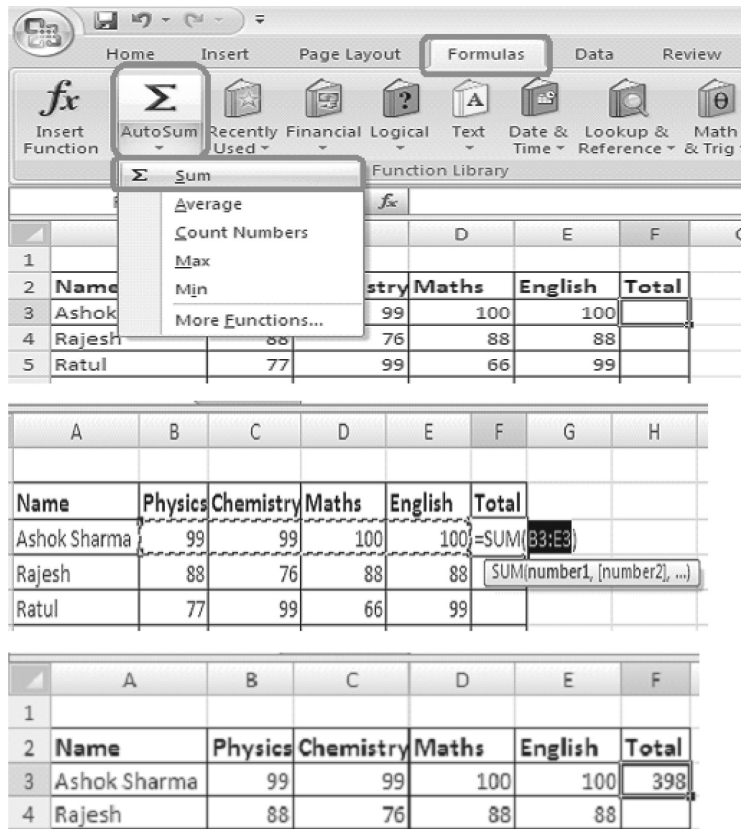 Home Insert Page Layout Formulas Data Review
fx Σ ? A θ
Insert Function AutoSum Recently Used Financial Logical Text Date & Time Lookup & Reference Math & Trig
Σ Sum
Function Library
Average
fx
Count Numbers
Max
Min
More Functions...
D E F
1
2 Name stry Maths English Total
3 Ashok 99 100 100
4 Rajesh 88 76 88 88
5 Ratul 77 99 66 99
A B C D E F G H
Name Physics Chemistry Maths English Total
Ashok Sharma 99 99 100 100 =SUM(B3:E3)
Rajesh 88 76 88 88 SUM(number1, [number2], ...)
Ratul 77 99 66 99
A B C D E F
1
2 Name Physics Chemistry Maths English Total
3 Ashok Sharma 99 99 100 100 398
4 Rajesh 88 76 88 88